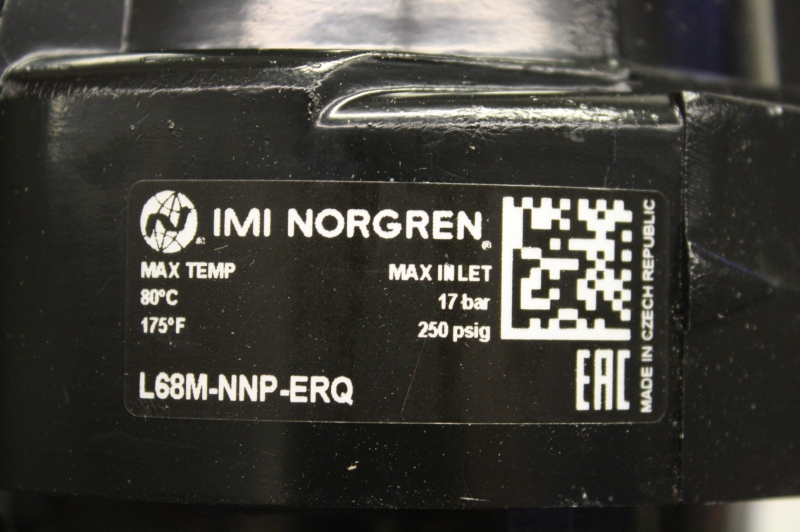 IMI NORGREN®
MAX TEMP
80°C
175°F
MAX INLET
17 bar
250 psig
L68M-NNP-ERQ
EAC
MADE IN CZECH REPUBLIC